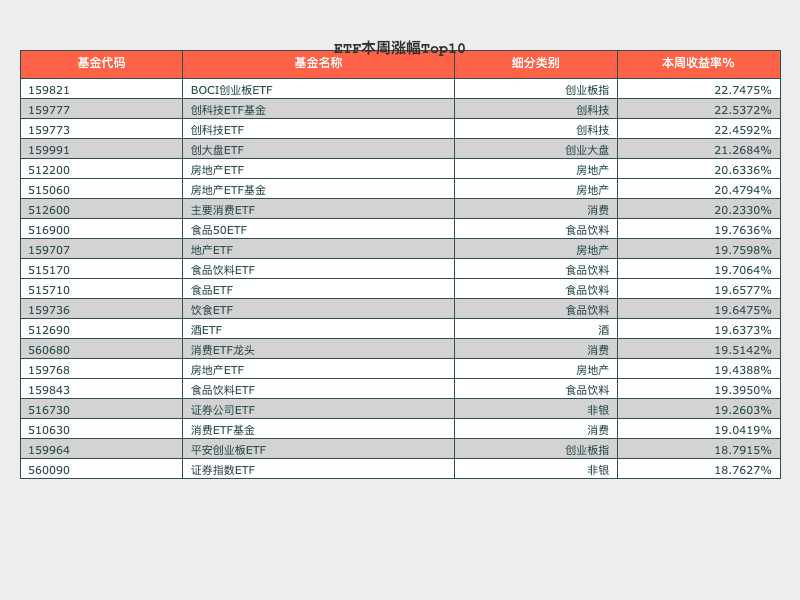 ETF本周涨幅Top10
基金代码 基金名称 细分类别 本周收益率%
159821 BOCI创业板ETF 创业板指 22.7475%
159777 创科技ETF基金 创科技 22.5372%
159773 创科技ETF 创科技 22.4592%
159991 创大盘ETF 创业大盘 21.2684%
512200 房地产ETF 房地产 20.6336%
515060 房地产ETF基金 房地产 20.4794%
512600 主要消费ETF 消费 20.2330%
516900 食品50ETF 食品饮料 19.7636%
159707 地产ETF 房地产 19.7598%
515170 食品饮料ETF 食品饮料 19.7064%
515710 食品ETF 食品饮料 19.6577%
159736 饮食ETF 食品饮料 19.6475%
512690 酒ETF 酒 19.6373%
560680 消费ETF龙头 消费 19.5142%
159768 房地产ETF 房地产 19.4388%
159843 食品饮料ETF 食品饮料 19.3950%
516730 证券公司ETF 非银 19.2603%
510630 消费ETF基金 消费 19.0419%
159964 平安创业板ETF 创业板指 18.7915%
560090 证券指数ETF 非银 18.7627%